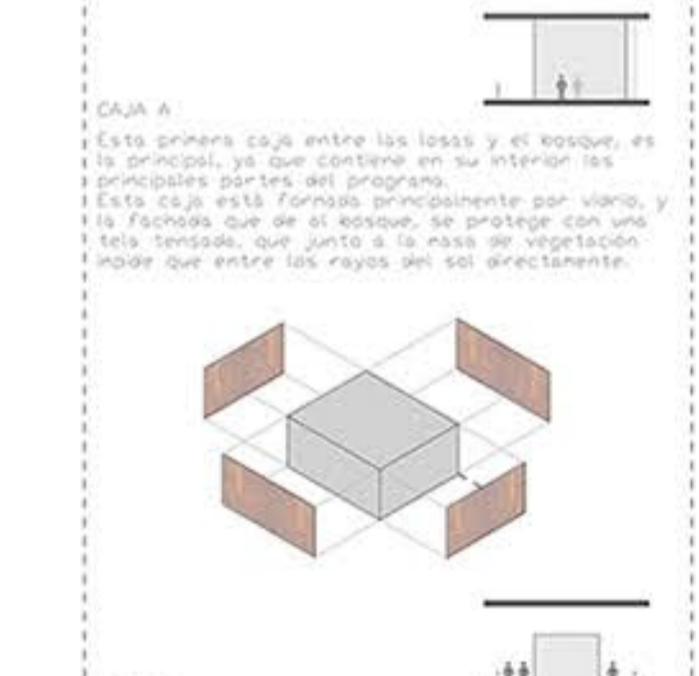 CAJA A
Esta primera caja entre las losas y el bosque, es
la principal, ya que contiene en su interior las
principales partes del programa.
Esta caja está formada principalmente por vidrio, y
la fachada que da al bosque, se protege con una
tela tensada, que junto a la masa de vegetación
impide que entre los rayos del sol directamente.